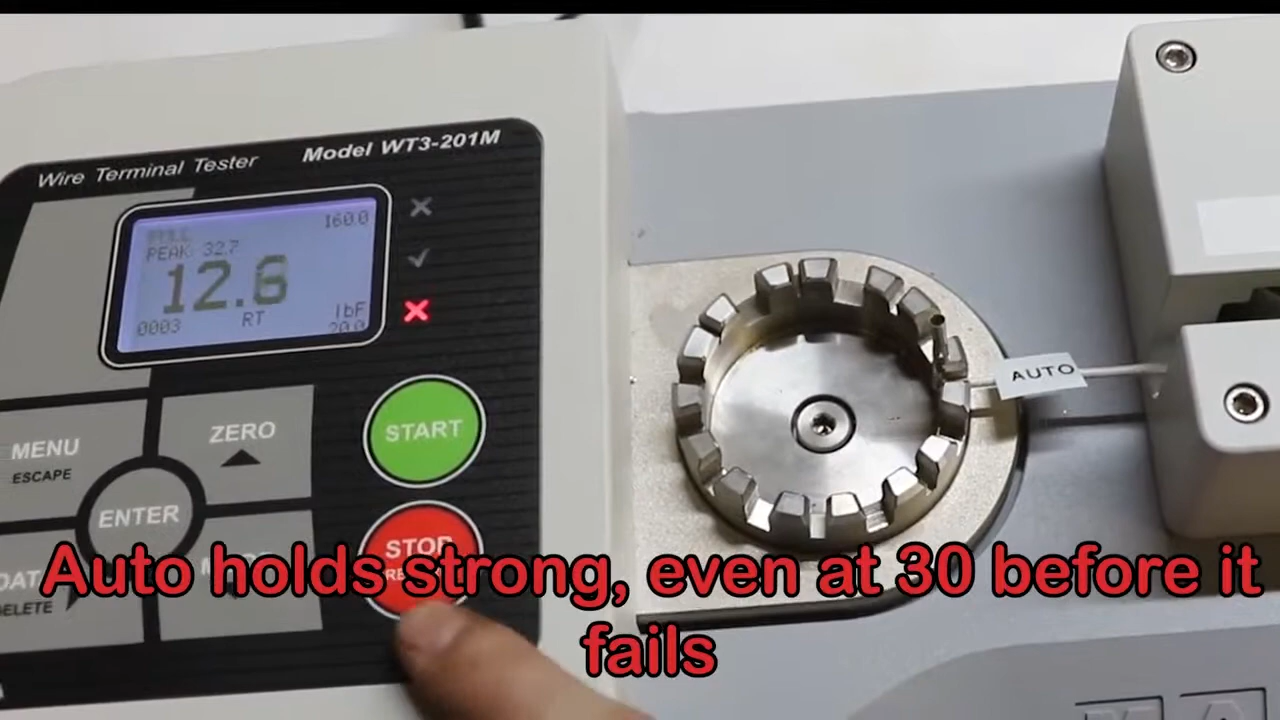 Wire Terminal Tester
Model WT3-201M
160.0
PEAK 32.7
12.6
lbF
0003
RT
20.0
START
MENU
ESCAPE
ZERO
ENTER
STOP
AUTO
Auto holds strong, even at 30 before it
fails